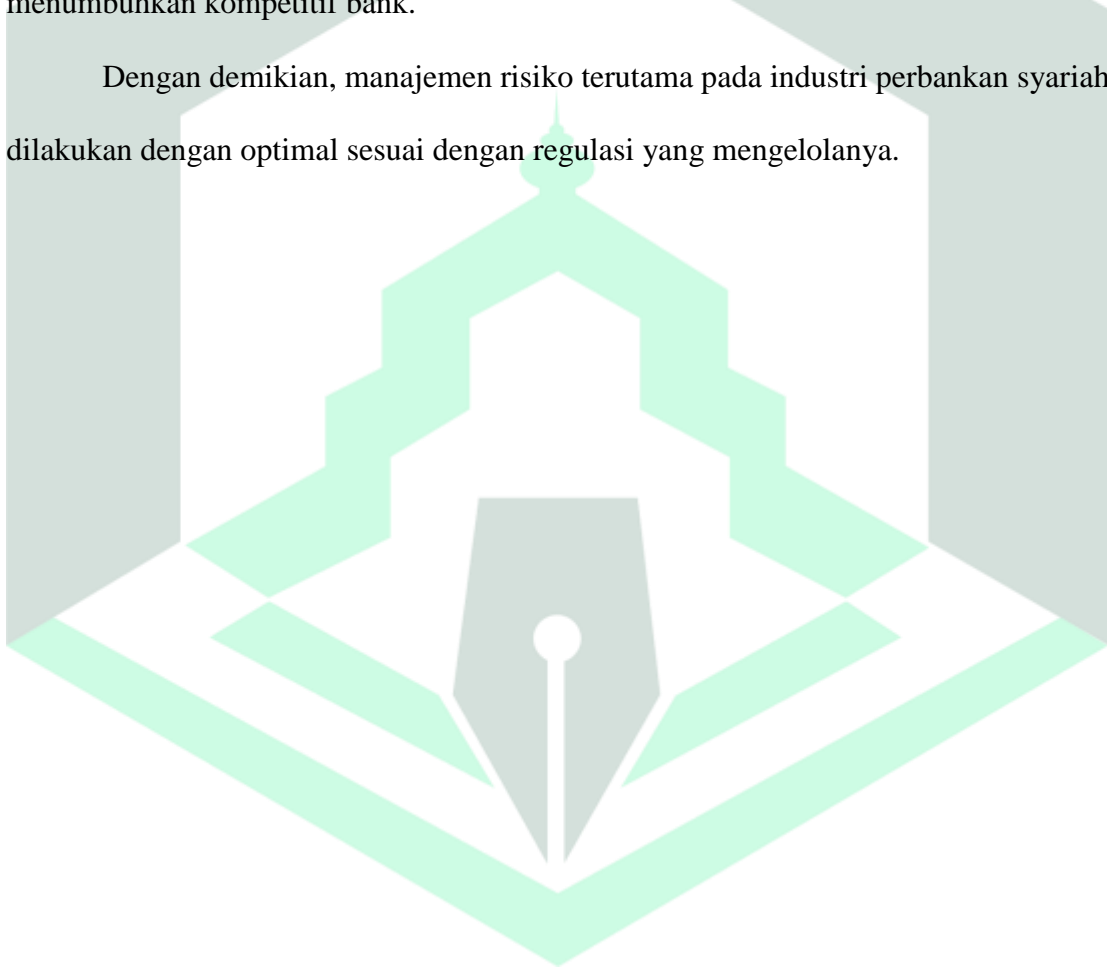 menumbuhkan kompetitif bank.
Dengan demikian, manajemen risiko terutama pada industri perbankan syariah
dilakukan dengan optimal sesuai dengan regulasi yang mengelolanya.